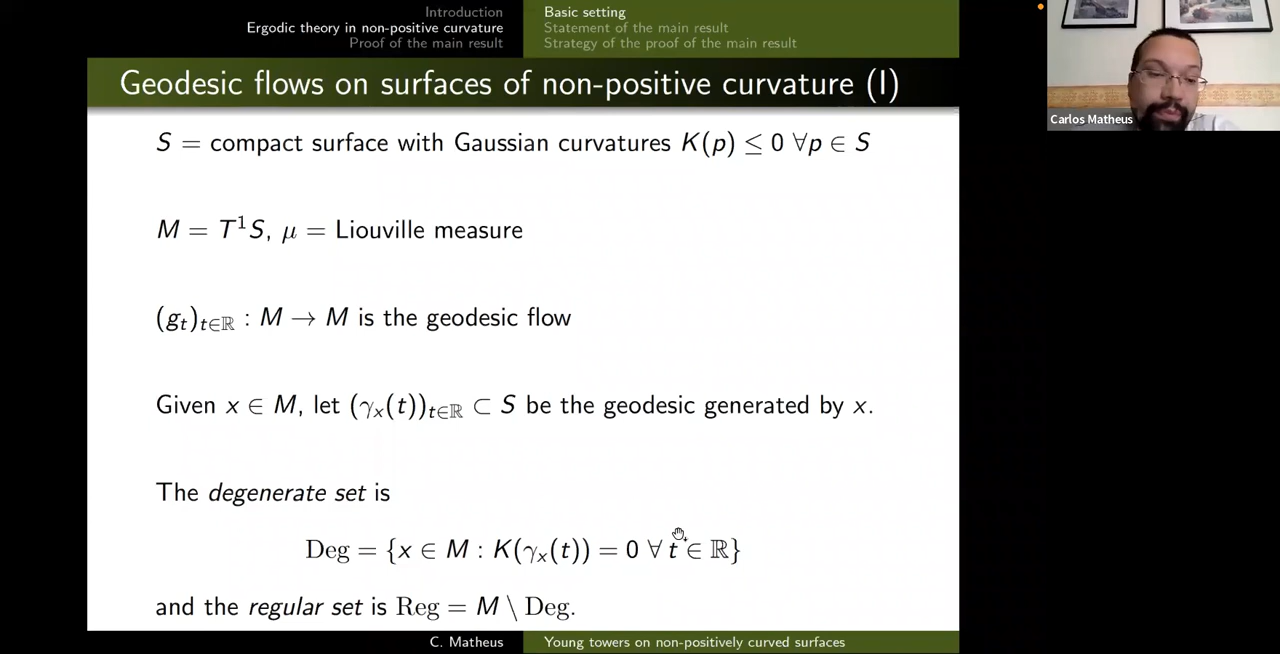 Introduction
Ergodic theory in non-positive curvature
Proof of the main result
Basic setting
Statement of the main result
Strategy of the proof of the main result
Geodesic flows on surfaces of non-positive curvature (I)
S = compact surface with Gaussian curvatures K(p) ≤ 0 ∀p ∈ S
M = T¹S, μ = Liouville measure
(gₜ)ₜ∈ℝ : M → M is the geodesic flow
Given x ∈ M, let (γₓ(t))ₜ∈ℝ ⊂ S be the geodesic generated by x.
The degenerate set is
Deg = {x ∈ M : K(γₓ(t)) = 0 ∀ t ∈ ℝ}
and the regular set is Reg = M \ Deg.
C. Matheus
Young towers on non-positively curved surfaces
Carlos Matheus